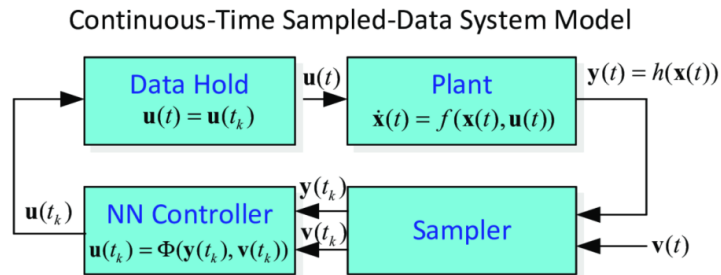 Continuous-Time Sampled-Data System Model
Data Hold
u(t) = u(t_k)
u(t)
Plant
ẋ(t) = f(x(t),u(t))
y(t) = h(x(t))
u(t_k)
NN Controller
u(t_k) = Φ(y(t_k), v(t_k))
y(t_k)
v(t_k)
Sampler
v(t)